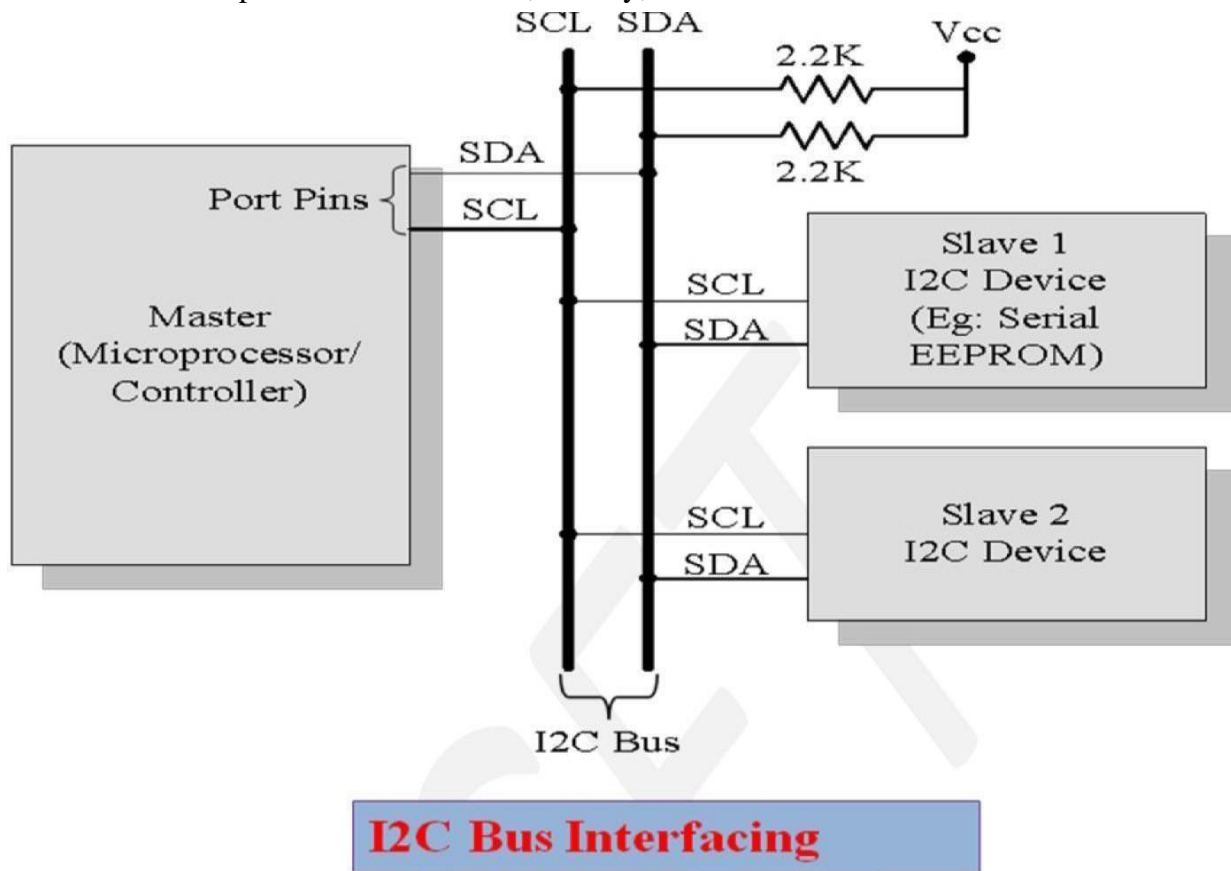 SCL SDA
Vcc
2.2K
2.2K
SDA
Port Pins
SCL
Master
(Microprocessor/
Controller)
SCL
SDA
Slave 1
I2C Device
(Eg: Serial
EEPROM)
SCL
SDA
Slave 2
I2C Device
I2C Bus
I2C Bus Interfacing